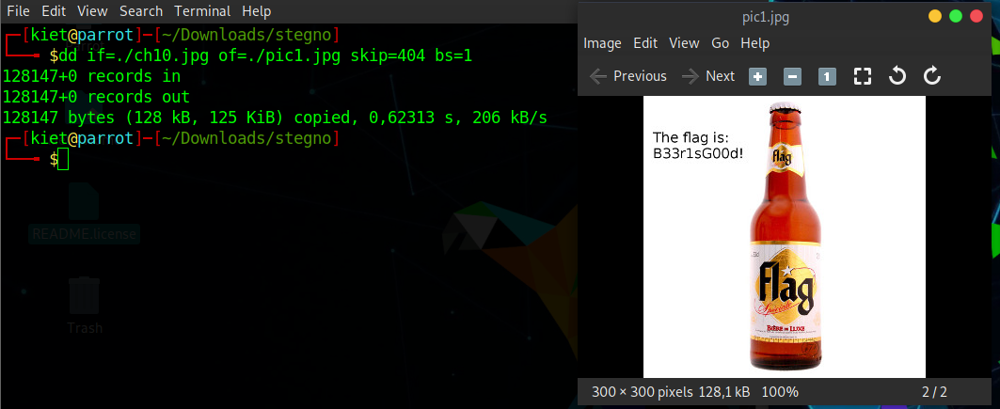 File Edit View Search Terminal Help
┌─[kiet@parrot]─[~/Downloads/stegno]
└──╼ $dd if=./ch10.jpg of=./pic1.jpg skip=404 bs=1
128147+0 records in
128147+0 records out
128147 bytes (128 kB, 125 KiB) copied, 0,62313 s, 206 kB/s
┌─[kiet@parrot]─[~/Downloads/stegno]
└──╼ $
README.license
Trash
pic1.jpg
Image Edit View Go Help
Previous Next 1
The flag is:
B33r1sG00d!
flag
flag
Spéciale
BIÈRE DE LUXE
300 × 300 pixels 128,1 kB 100% 2 / 2